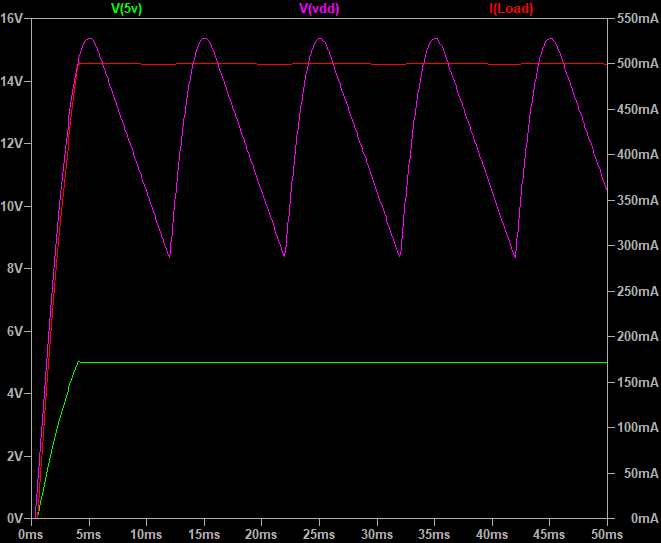 V(5v) V(vdd) I(Load)
16V 550mA
14V 500mA
450mA
12V 400mA
10V 350mA
300mA
8V 250mA
6V 200mA
4V 150mA
100mA
2V 50mA
0V 0mA
0ms 5ms 10ms 15ms 20ms 25ms 30ms 35ms 40ms 45ms 50ms